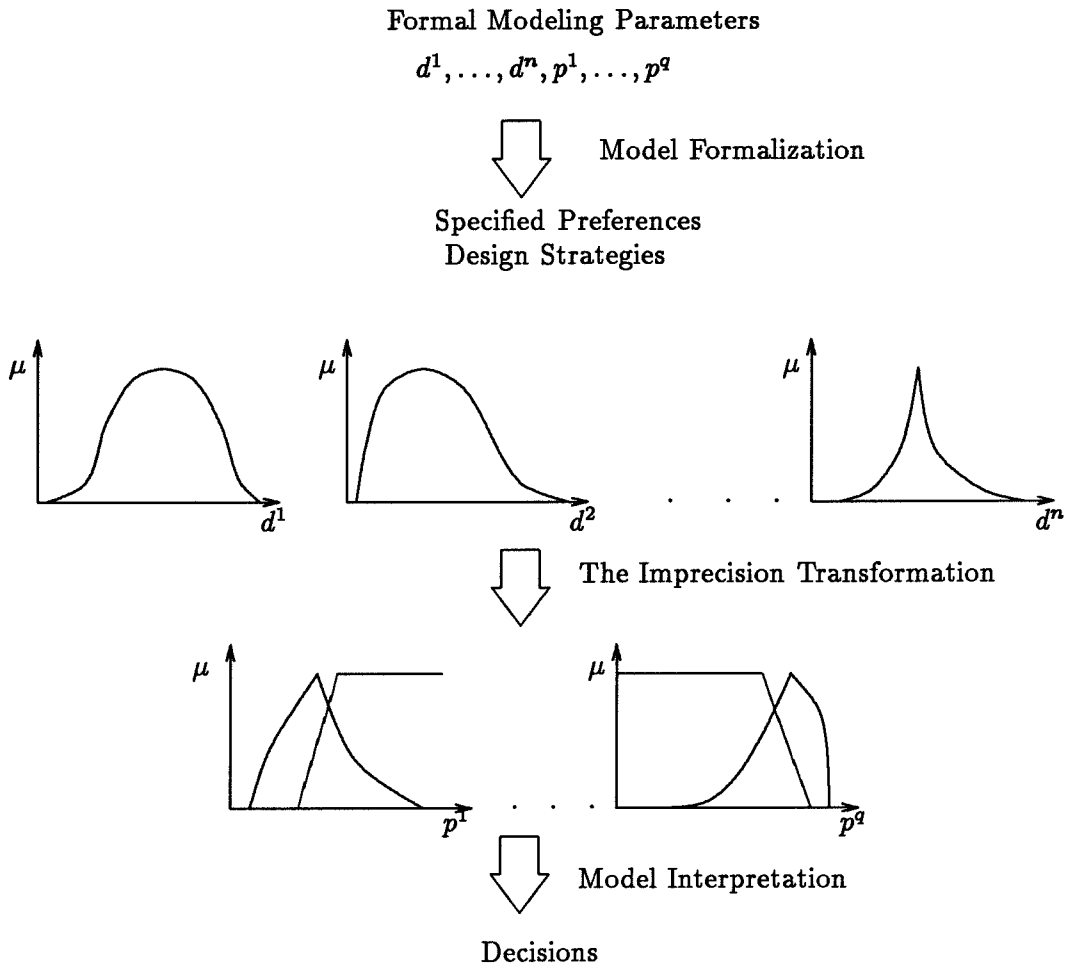 Formal Modeling Parameters
d¹, . . . , dⁿ, p¹, . . . , p^q
Model Formalization
Specified Preferences
Design Strategies
μ μ μ
d¹ d² . . . dⁿ
The Imprecision Transformation
μ μ
p¹ . . . p^q
Model Interpretation
Decisions